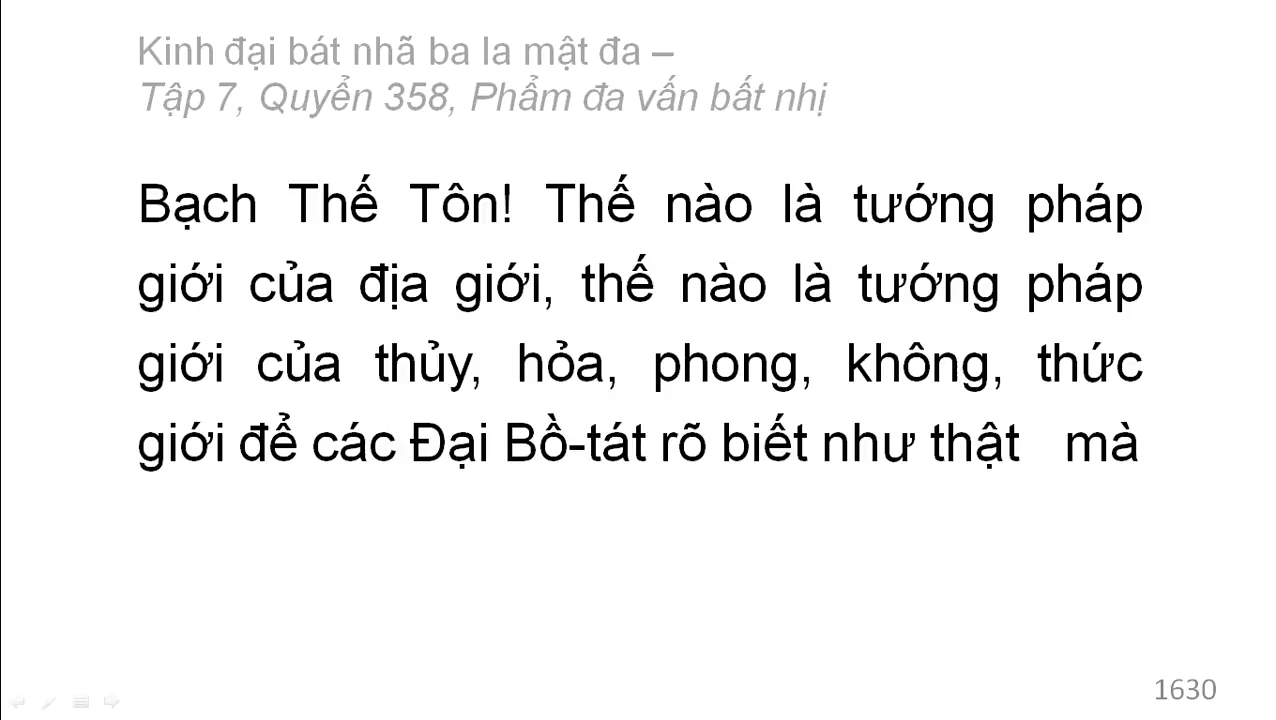 Kinh đại bát nhã ba la mật đa –
Tập 7, Quyển 358, Phẩm đa vấn bất nhị
Bạch Thế Tôn! Thế nào là tướng pháp
giới của địa giới, thế nào là tướng pháp
giới của thủy, hỏa, phong, không, thức
giới để các Đại Bồ-tát rõ biết như thật mà
1630